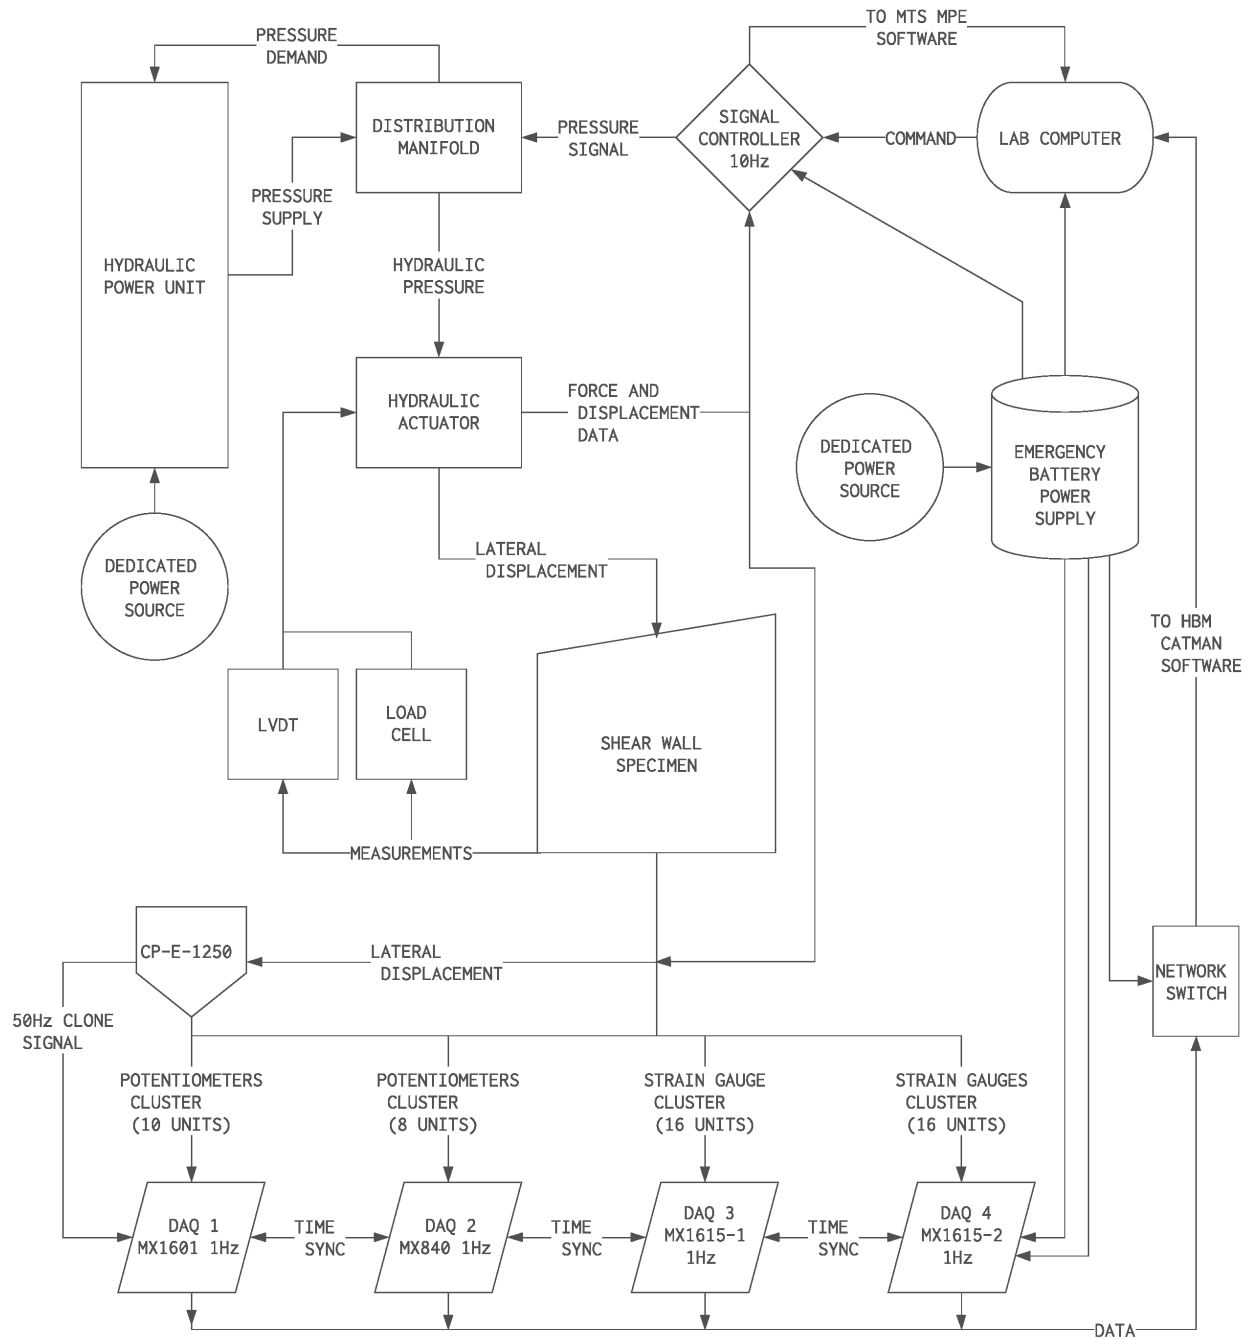 TO MTS MPE
SOFTWARE
PRESSURE
DEMAND
DISTRIBUTION
MANIFOLD
PRESSURE
SIGNAL
SIGNAL
CONTROLLER
10Hz
COMMAND
LAB COMPUTER
PRESSURE
SUPPLY
HYDRAULIC
POWER UNIT
HYDRAULIC
PRESSURE
HYDRAULIC
ACTUATOR
FORCE AND
DISPLACEMENT
DATA
DEDICATED
POWER
SOURCE
EMERGENCY
BATTERY
POWER
SUPPLY
DEDICATED
POWER
SOURCE
LATERAL
DISPLACEMENT
TO HBM
CATMAN
SOFTWARE
LVDT
LOAD
CELL
SHEAR WALL
SPECIMEN
MEASUREMENTS
CP-E-1250
LATERAL
DISPLACEMENT
NETWORK
SWITCH
50Hz CLONE
SIGNAL
POTENTIOMETERS
CLUSTER
(10 UNITS)
POTENTIOMETERS
CLUSTER
(8 UNITS)
STRAIN GAUGE
CLUSTER
(16 UNITS)
STRAIN GAUGES
CLUSTER
(16 UNITS)
DAQ 1
MX1601 1Hz
TIME
SYNC
DAQ 2
MX840 1Hz
TIME
SYNC
DAQ 3
MX1615-1
1Hz
TIME
SYNC
DAQ 4
MX1615-2
1Hz
DATA